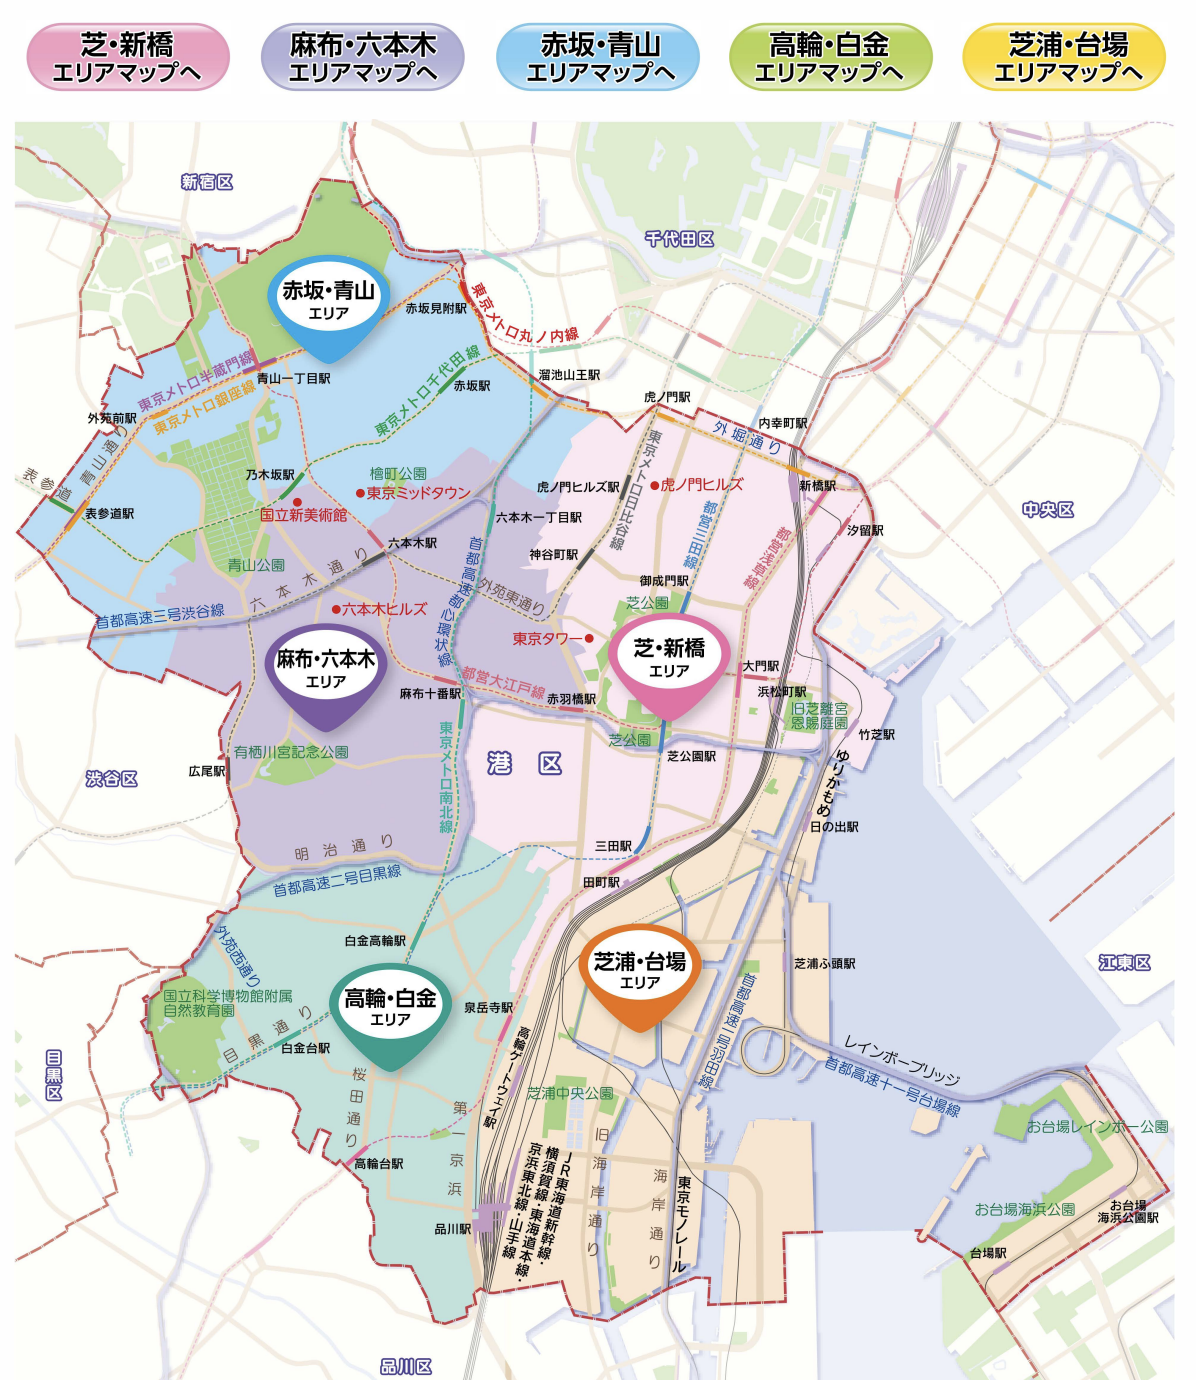 芝・新橋
エリアマップへ
麻布・六本木
エリアマップへ
赤坂・青山
エリアマップへ
高輪・白金
エリアマップへ
芝浦・台場
エリアマップへ
新宿区
千代田区
赤坂・青山
エリア
赤坂見附駅
東京メトロ丸ノ内線
東京メトロ半蔵門線
青山一丁目駅
東京メトロ銀座線
東京メトロ千代田線
赤坂駅
溜池山王駅
虎ノ門駅
内幸町駅
外堀通り
外苑前駅
青山通り
表参道
表参道駅
乃木坂駅
檜町公園
東京ミッドタウン
国立新美術館
虎ノ門ヒルズ駅
虎ノ門ヒルズ
東京メトロ日比谷線
新橋駅
汐留駅
中央区
六本木一丁目駅
都営三田線
都営浅草線
六本木駅
神谷町駅
青山公園
六本木通り
首都高速都心環状線
外苑東通り
御成門駅
芝公園
首都高速三号渋谷線
六本木ヒルズ
東京タワー
芝・新橋
エリア
麻布・六本木
エリア
大門駅
浜松町駅
麻布十番駅
都営大江戸線
赤羽橋駅
旧芝離宮
恩賜庭園
竹芝駅
芝公園
芝公園駅
有栖川宮記念公園
東京メトロ南北線
港区
ゆりかもめ
広尾駅
渋谷区
日の出駅
明治通り
三田駅
首都高速二号目黒線
田町駅
外苑西通り
白金高輪駅
芝浦・台場
エリア
芝浦ふ頭駅
江東区
国立科学博物館附属
自然教育園
高輪・白金
エリア
泉岳寺駅
首都高速一号羽田線
目黒通り
白金台駅
高輪ゲートウェイ駅
レインボーブリッジ
首都高速十一号台場線
目黒区
桜田通り
第一京浜
芝浦中央公園
お台場レインボー公園
旧海岸通り
高輪台駅
JR東海道新幹線・
横須賀線・東海道本線・
京浜東北線・山手線
海岸通り
東京モノレール
お台場海浜公園
お台場
海浜公園駅
品川駅
台場駅
品川区